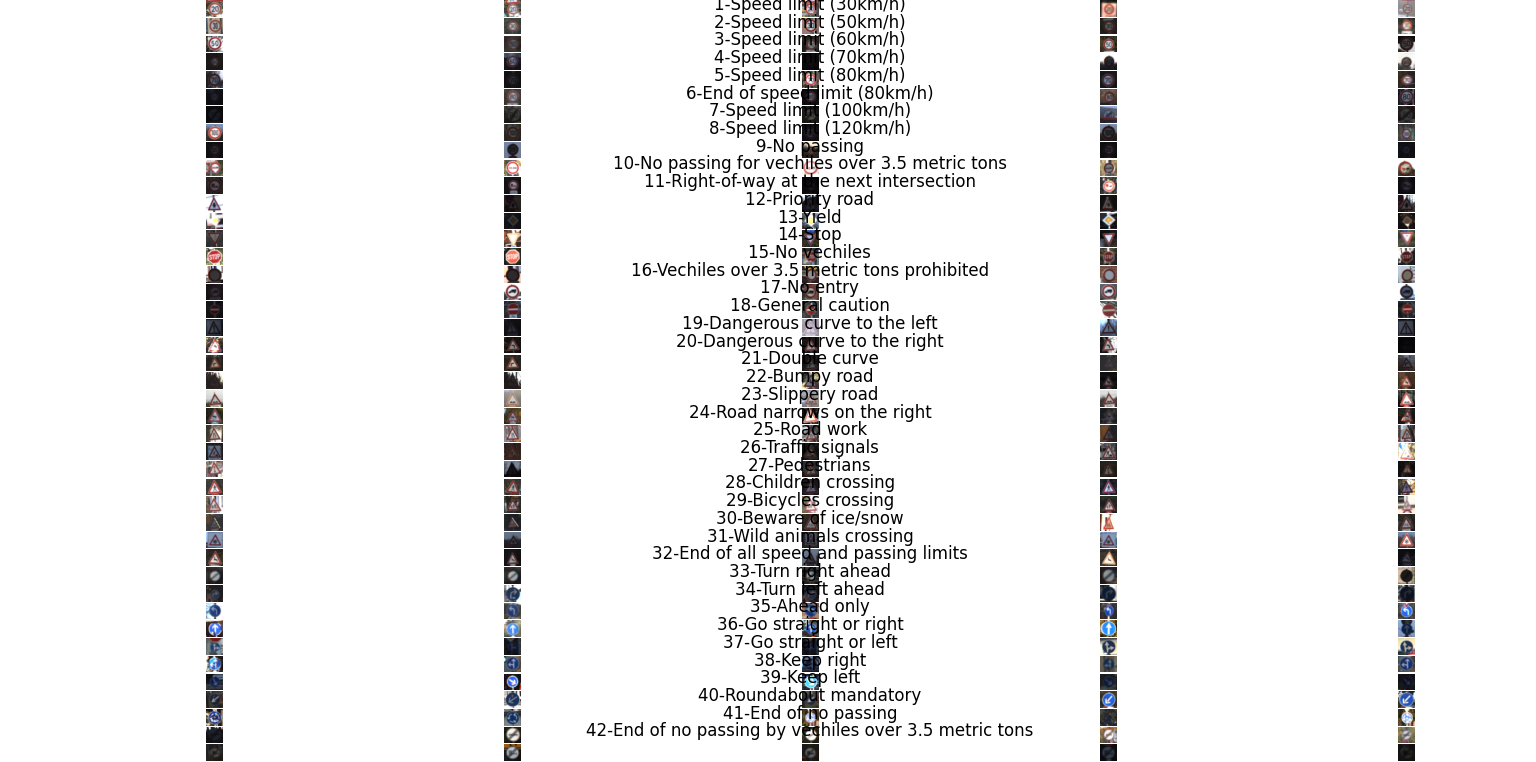 1-Speed limit (30km/h)
2-Speed limit (50km/h)
3-Speed limit (60km/h)
4-Speed limit (70km/h)
5-Speed limit (80km/h)
6-End of speed limit (80km/h)
7-Speed limit (100km/h)
8-Speed limit (120km/h)
9-No passing
10-No passing for vechiles over 3.5 metric tons
11-Right-of-way at the next intersection
12-Priority road
13-Yield
14-Stop
15-No vechiles
16-Vechiles over 3.5 metric tons prohibited
17-No entry
18-General caution
19-Dangerous curve to the left
20-Dangerous curve to the right
21-Double curve
22-Bumpy road
23-Slippery road
24-Road narrows on the right
25-Road work
26-Traffic signals
27-Pedestrians
28-Children crossing
29-Bicycles crossing
30-Beware of ice/snow
31-Wild animals crossing
32-End of all speed and passing limits
33-Turn right ahead
34-Turn left ahead
35-Ahead only
36-Go straight or right
37-Go straight or left
38-Keep right
39-Keep left
40-Roundabout mandatory
41-End of no passing
42-End of no passing by vechiles over 3.5 metric tons